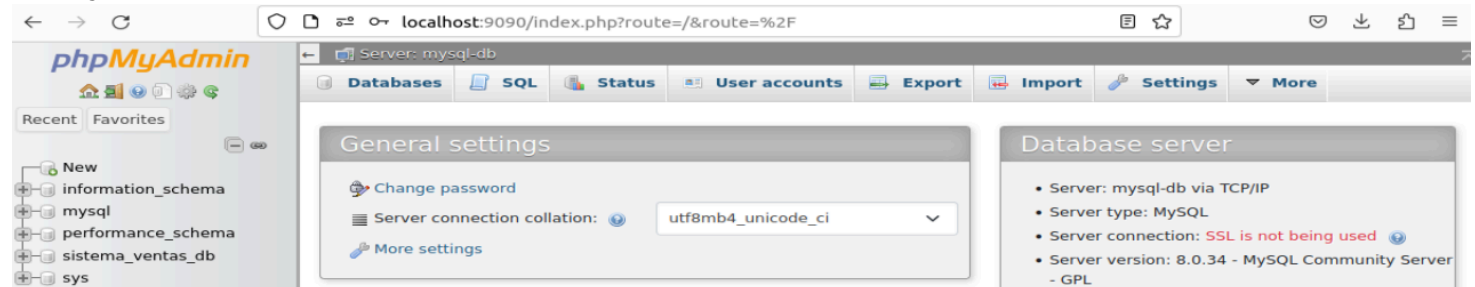 localhost:9090/index.php?route=/&route=%2F
phpMyAdmin
Recent Favorites
New
information_schema
mysql
performance_schema
sistema_ventas_db
sys
Server: mysql-db
Databases SQL Status User accounts Export Import Settings More
General settings
Change password
Server connection collation: utf8mb4_unicode_ci
More settings
Database server
• Server: mysql-db via TCP/IP
• Server type: MySQL
• Server connection: SSL is not being used
• Server version: 8.0.34 - MySQL Community Server
- GPL